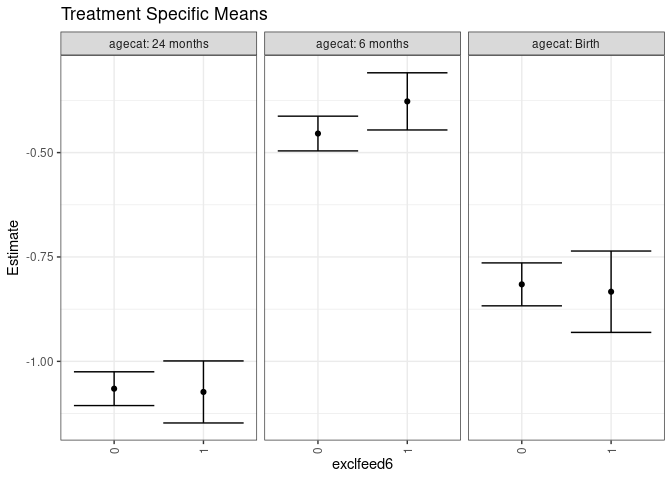 Treatment Specific Means
agecat: 24 months
agecat: 6 months
agecat: Birth
Estimate
-0.50
-0.75
-1.00
0
1
0
1
0
1
exclfeed6